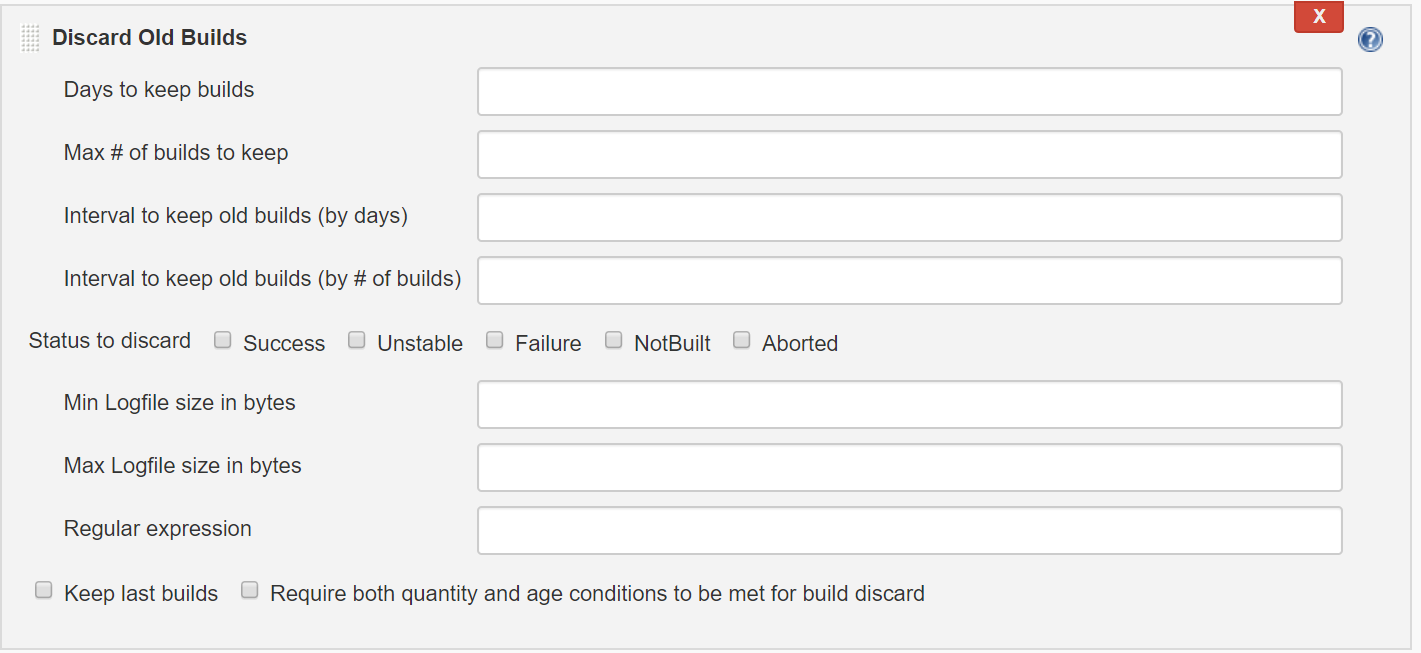 X
Discard Old Builds
?
Days to keep builds
Max # of builds to keep
Interval to keep old builds (by days)
Interval to keep old builds (by # of builds)
Status to discard Success Unstable Failure NotBuilt Aborted
Min Logfile size in bytes
Max Logfile size in bytes
Regular expression
Keep last builds Require both quantity and age conditions to be met for build discard